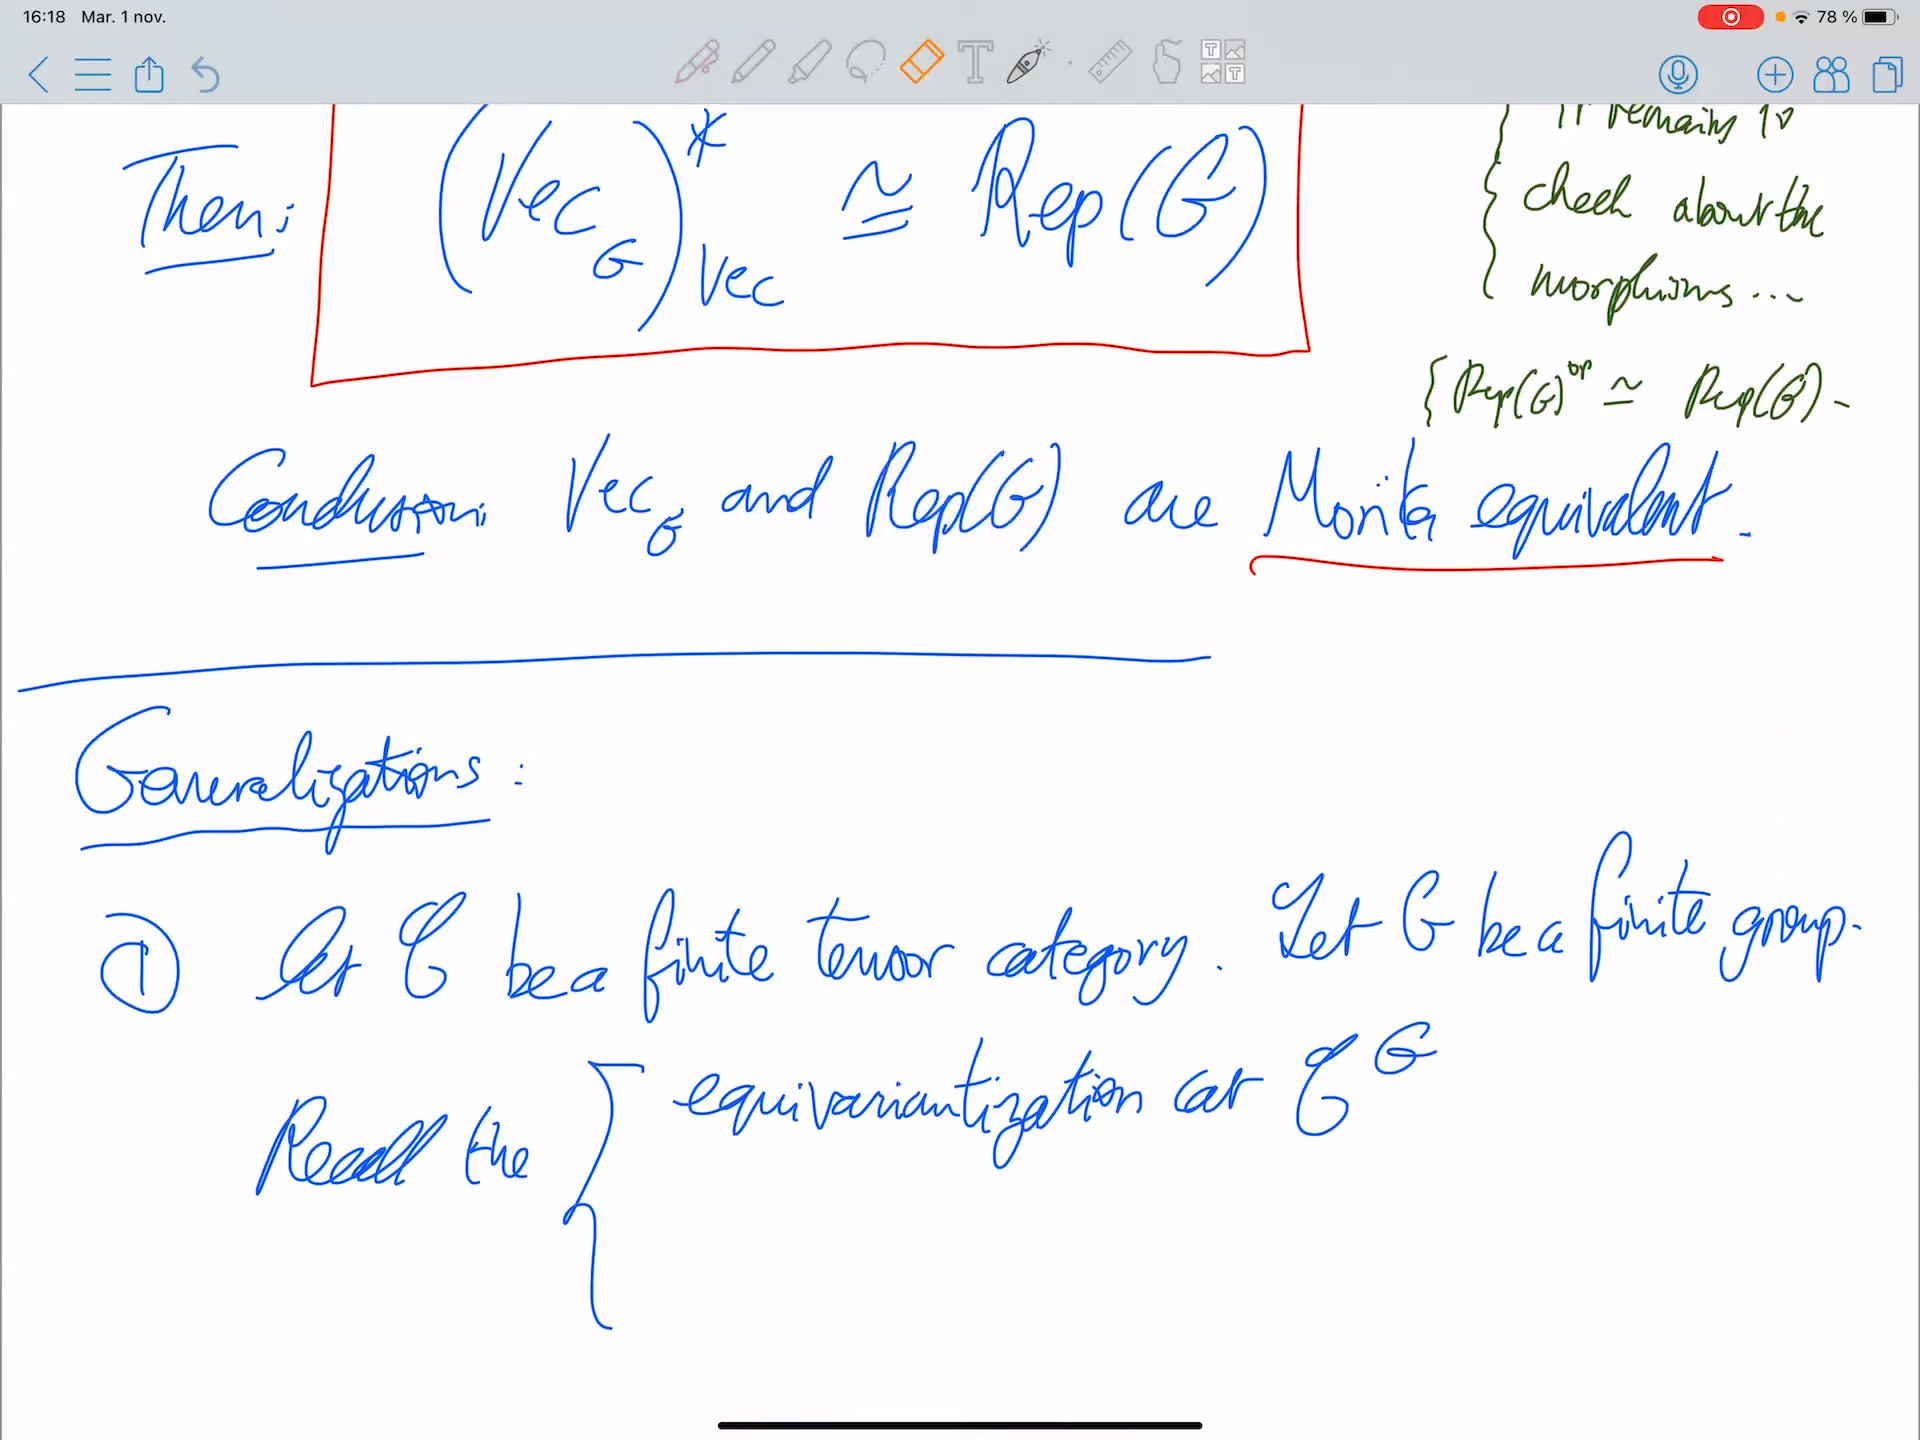 16:18 Mar. 1 nov.
78 %
Then: (Vec_G)^*_Vec ≅ Rep(G)
it remains to
check about the
morphisms ...
{Rep(G)^op ≃ Rep(G).
Conclusion: Vec_G and Rep(G) are Morita equivalent.
Generalizations:
① let 𝒞 be a finite tensor category. Let G be a finite group.
Recall the { equivariantization cat 𝒞^G